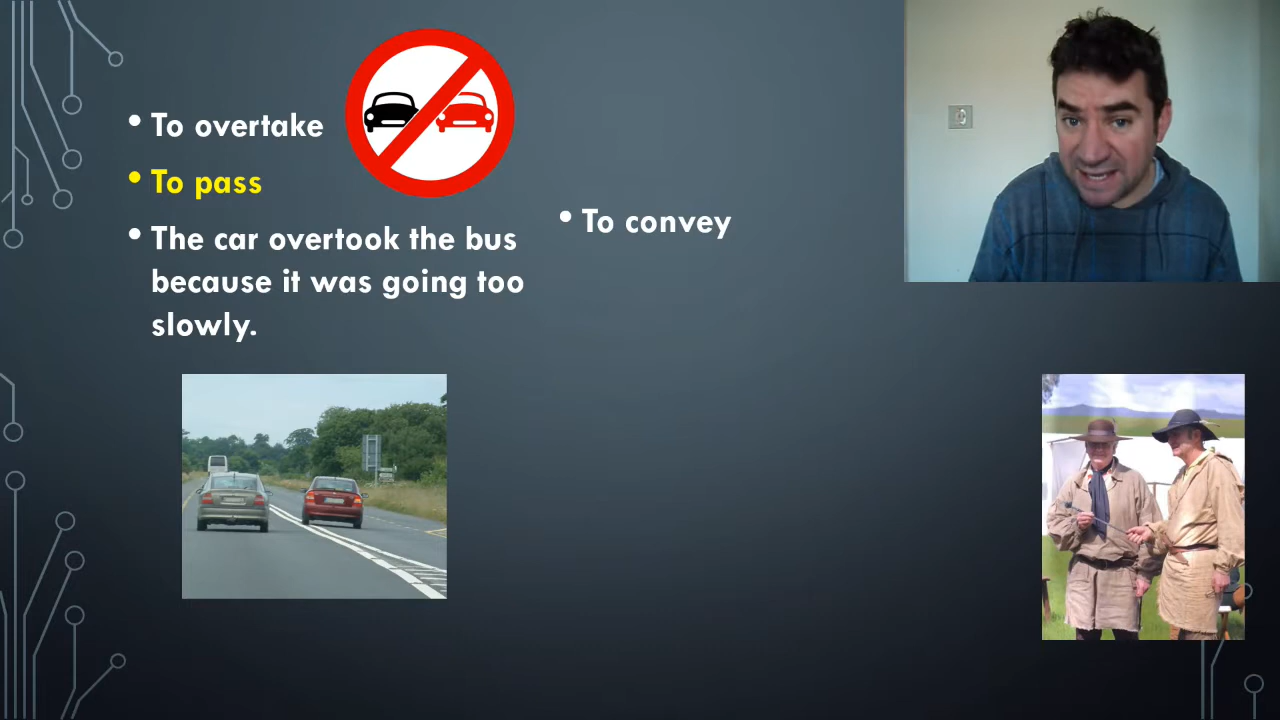 To overtake
To pass
The car overtook the bus
because it was going too
slowly.
To convey